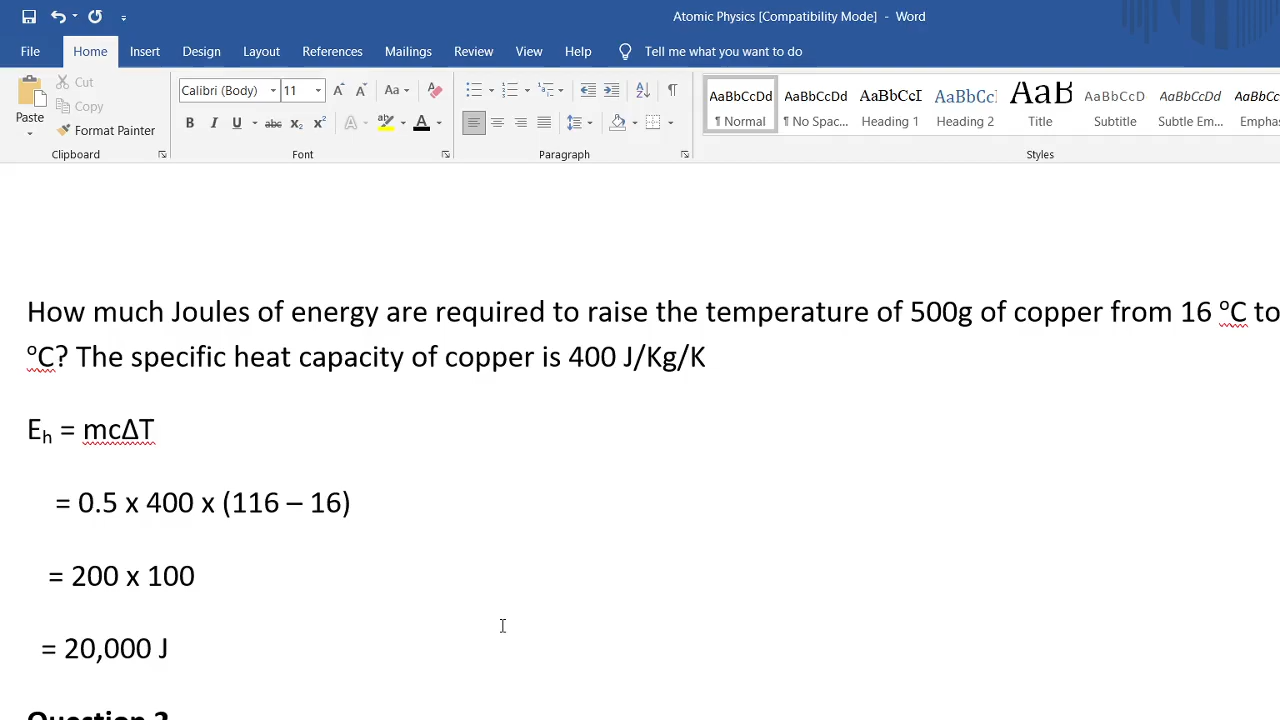 Atomic Physics [Compatibility Mode] - Word
File Home Insert Design Layout References Mailings Review View Help Tell me what you want to do
Paste Cut Copy Format Painter
Calibri (Body) 11
AaBbCcDd AaBbCcDd AaBbCcI AaBbCcI AaB AaBbCcD AaBbCcDd AaBbCcI
¶ Normal ¶ No Spac... Heading 1 Heading 2 Title Subtitle Subtle Em... Emphas
Clipboard Font Paragraph Styles
How much Joules of energy are required to raise the temperature of 500g of copper from 16 ºC to
ºC? The specific heat capacity of copper is 400 J/Kg/K
Eₕ = mcΔT
= 0.5 x 400 x (116 – 16)
= 200 x 100
= 20,000 J